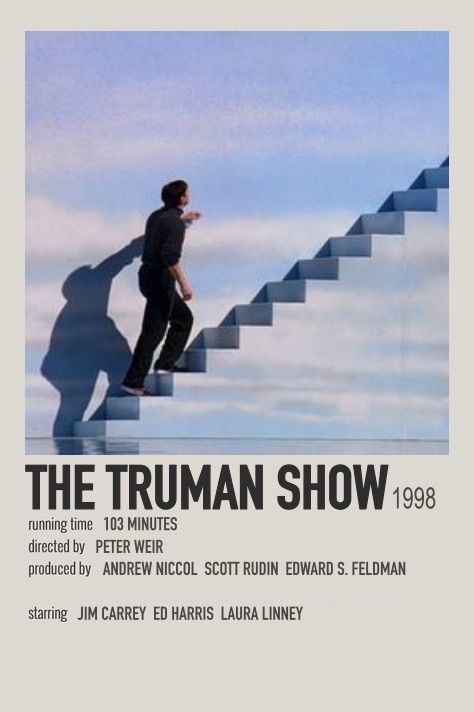 THE TRUMAN SHOW 1998
running time 103 MINUTES
directed by PETER WEIR
produced by ANDREW NICCOL SCOTT RUDIN EDWARD S. FELDMAN
starring JIM CARREY ED HARRIS LAURA LINNEY